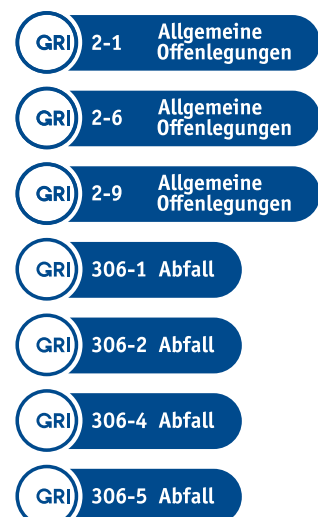 GRI 2-1 Allgemeine
Offenlegungen
GRI 2-6 Allgemeine
Offenlegungen
GRI 2-9 Allgemeine
Offenlegungen
GRI 306-1 Abfall
GRI 306-2 Abfall
GRI 306-4 Abfall
GRI 306-5 Abfall